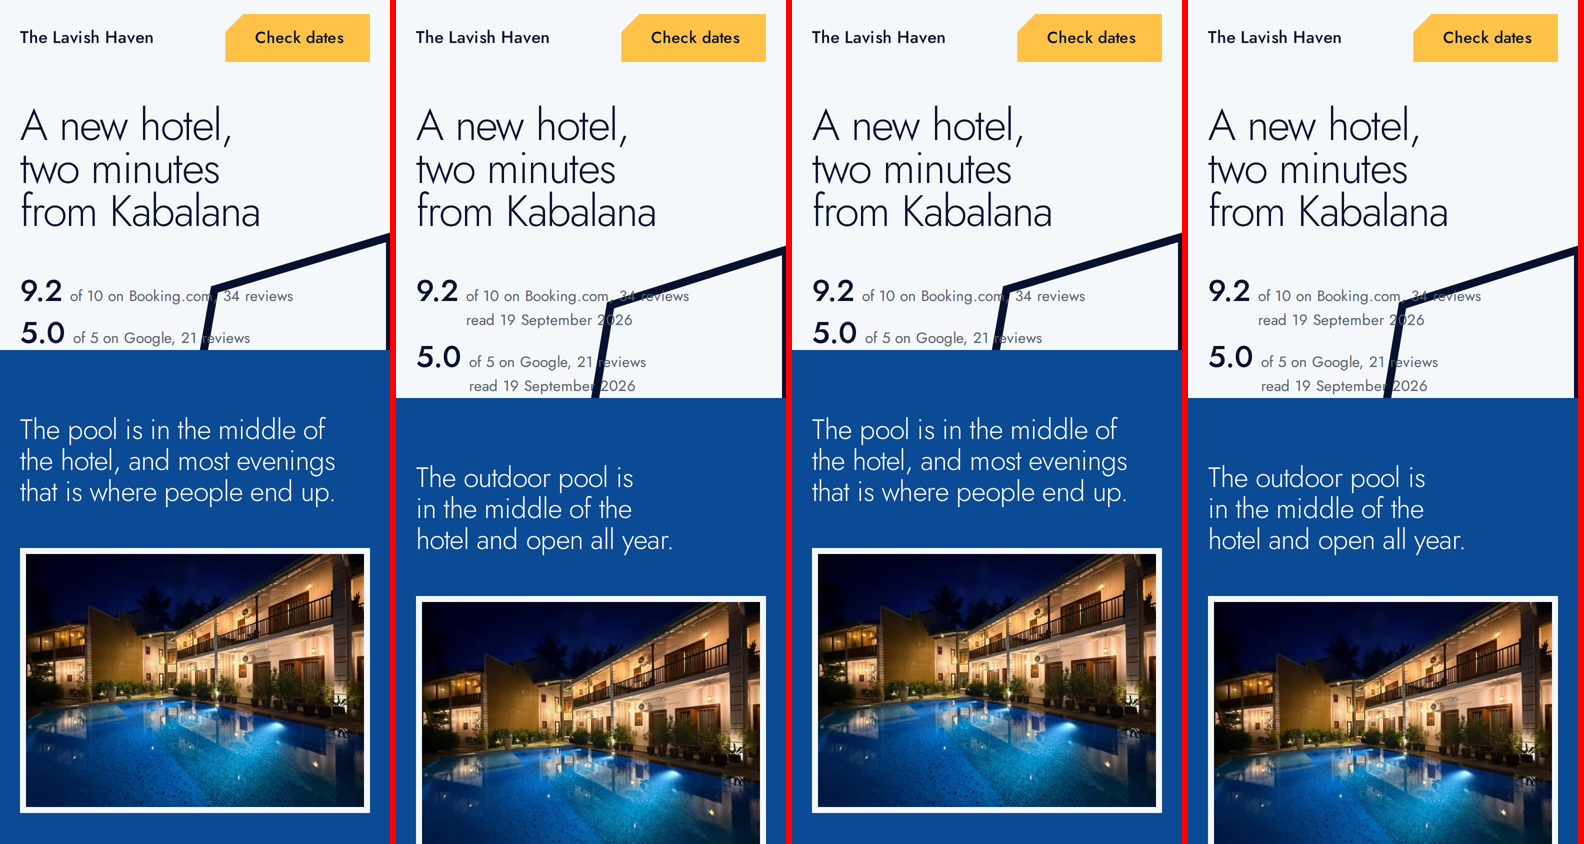 The Lavish Haven
Check dates
A new hotel,
two minutes
from Kabalana
9.2 of 10 on Booking.com, 34 reviews
5.0 of 5 on Google, 21 reviews
The pool is in the middle of
the hotel, and most evenings
that is where people end up.
The Lavish Haven
Check dates
A new hotel,
two minutes
from Kabalana
9.2 of 10 on Booking.com, 34 reviews
read 19 September 2026
5.0 of 5 on Google, 21 reviews
read 19 September 2026
The outdoor pool is
in the middle of the
hotel and open all year.
The Lavish Haven
Check dates
A new hotel,
two minutes
from Kabalana
9.2 of 10 on Booking.com, 34 reviews
5.0 of 5 on Google, 21 reviews
The pool is in the middle of
the hotel, and most evenings
that is where people end up.
The Lavish Haven
Check dates
A new hotel,
two minutes
from Kabalana
9.2 of 10 on Booking.com, 34 reviews
read 19 September 2026
5.0 of 5 on Google, 21 reviews
read 19 September 2026
The outdoor pool is
in the middle of the
hotel and open all year.